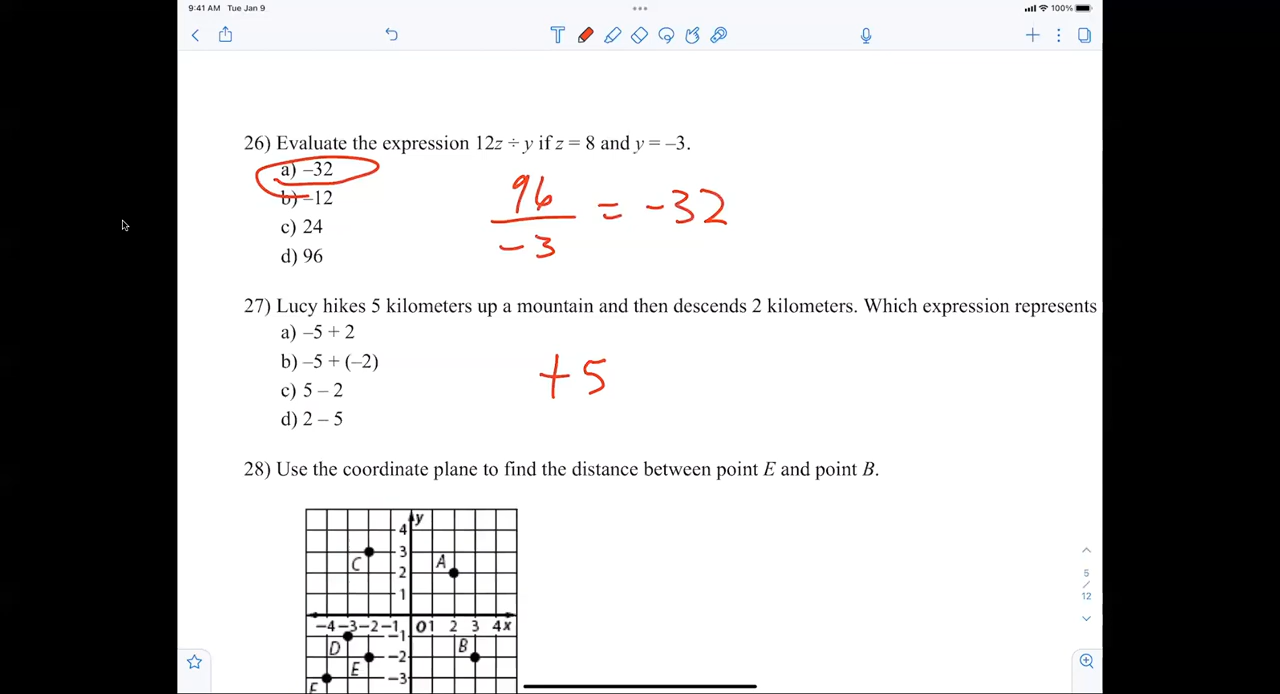 9:41 AM Tue Jan 9
100%
26) Evaluate the expression 12z ÷ y if z = 8 and y = –3.
a) –32
b) –12
c) 24
d) 96
96
-3
= -32
27) Lucy hikes 5 kilometers up a mountain and then descends 2 kilometers. Which expression represents
a) –5 + 2
b) –5 + (–2)
c) 5 – 2
d) 2 – 5
+5
28) Use the coordinate plane to find the distance between point E and point B.
y
4
C 3 A
2
1
–4 –3 –2 –1 0 1 2 3 4 x
D –1 B
E –2
F –3
5
/
12